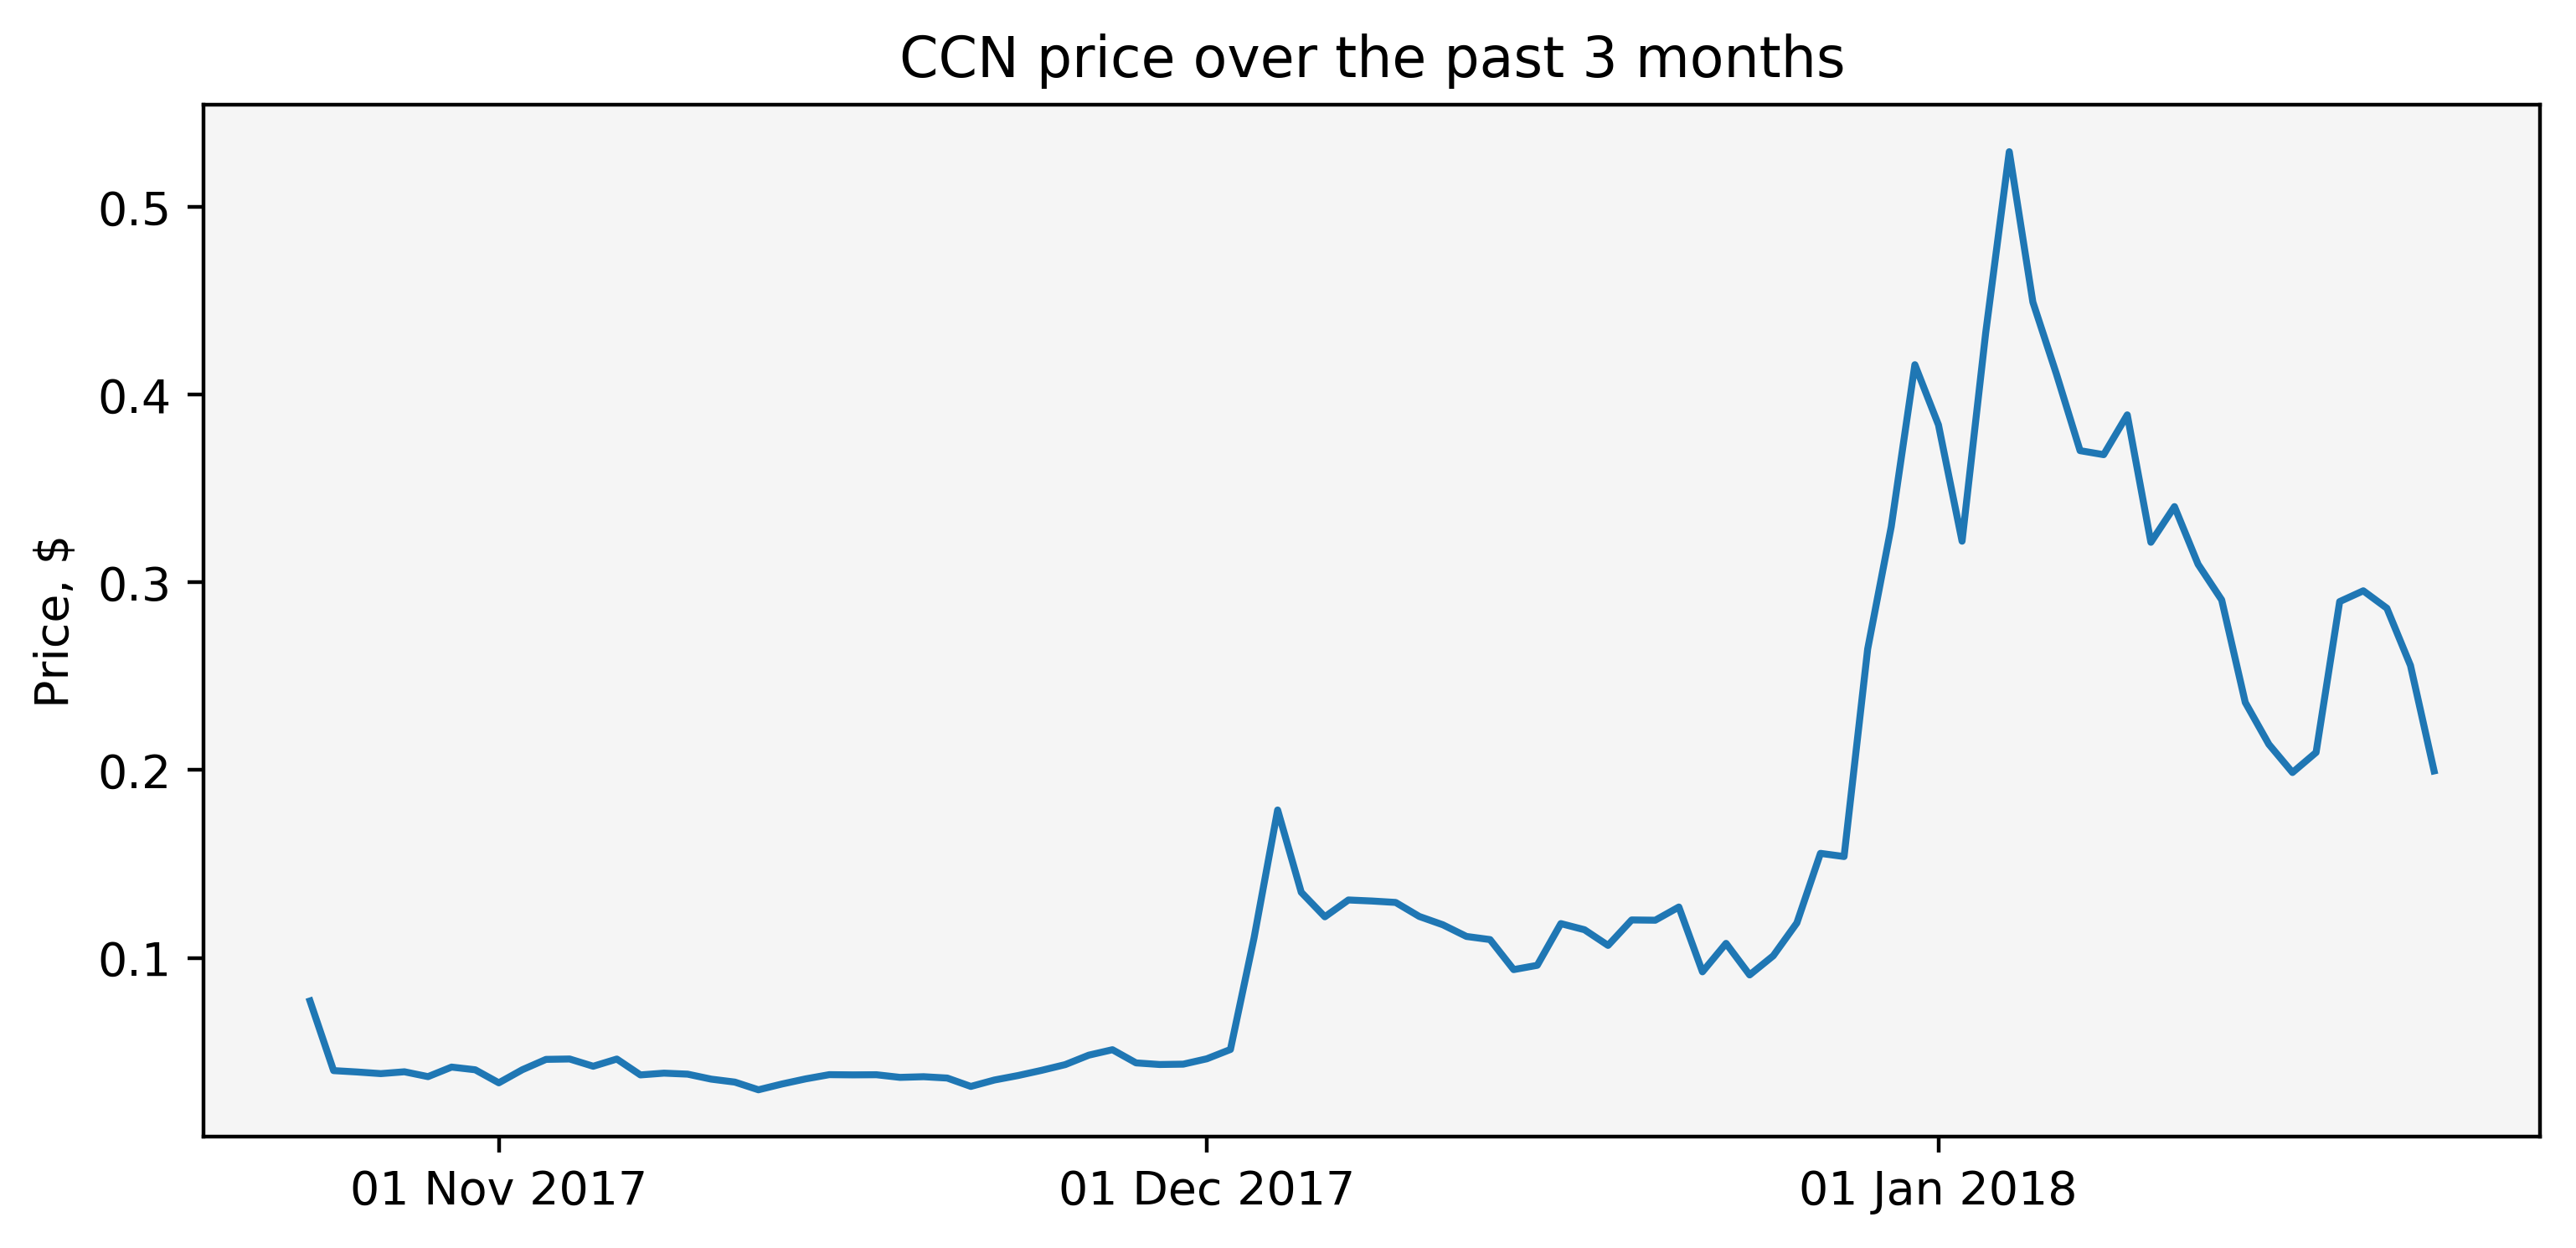 CCN price over the past 3 months
Price, $
0.5
0.4
0.3
0.2
0.1
01 Nov 2017
01 Dec 2017
01 Jan 2018